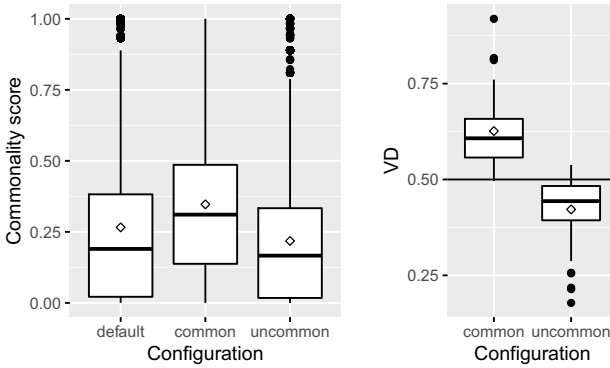 Commonality score
1.00
0.75
0.50
0.25
0.00
default common uncommon
Configuration
VD
0.75
0.50
0.25
common uncommon
Configuration